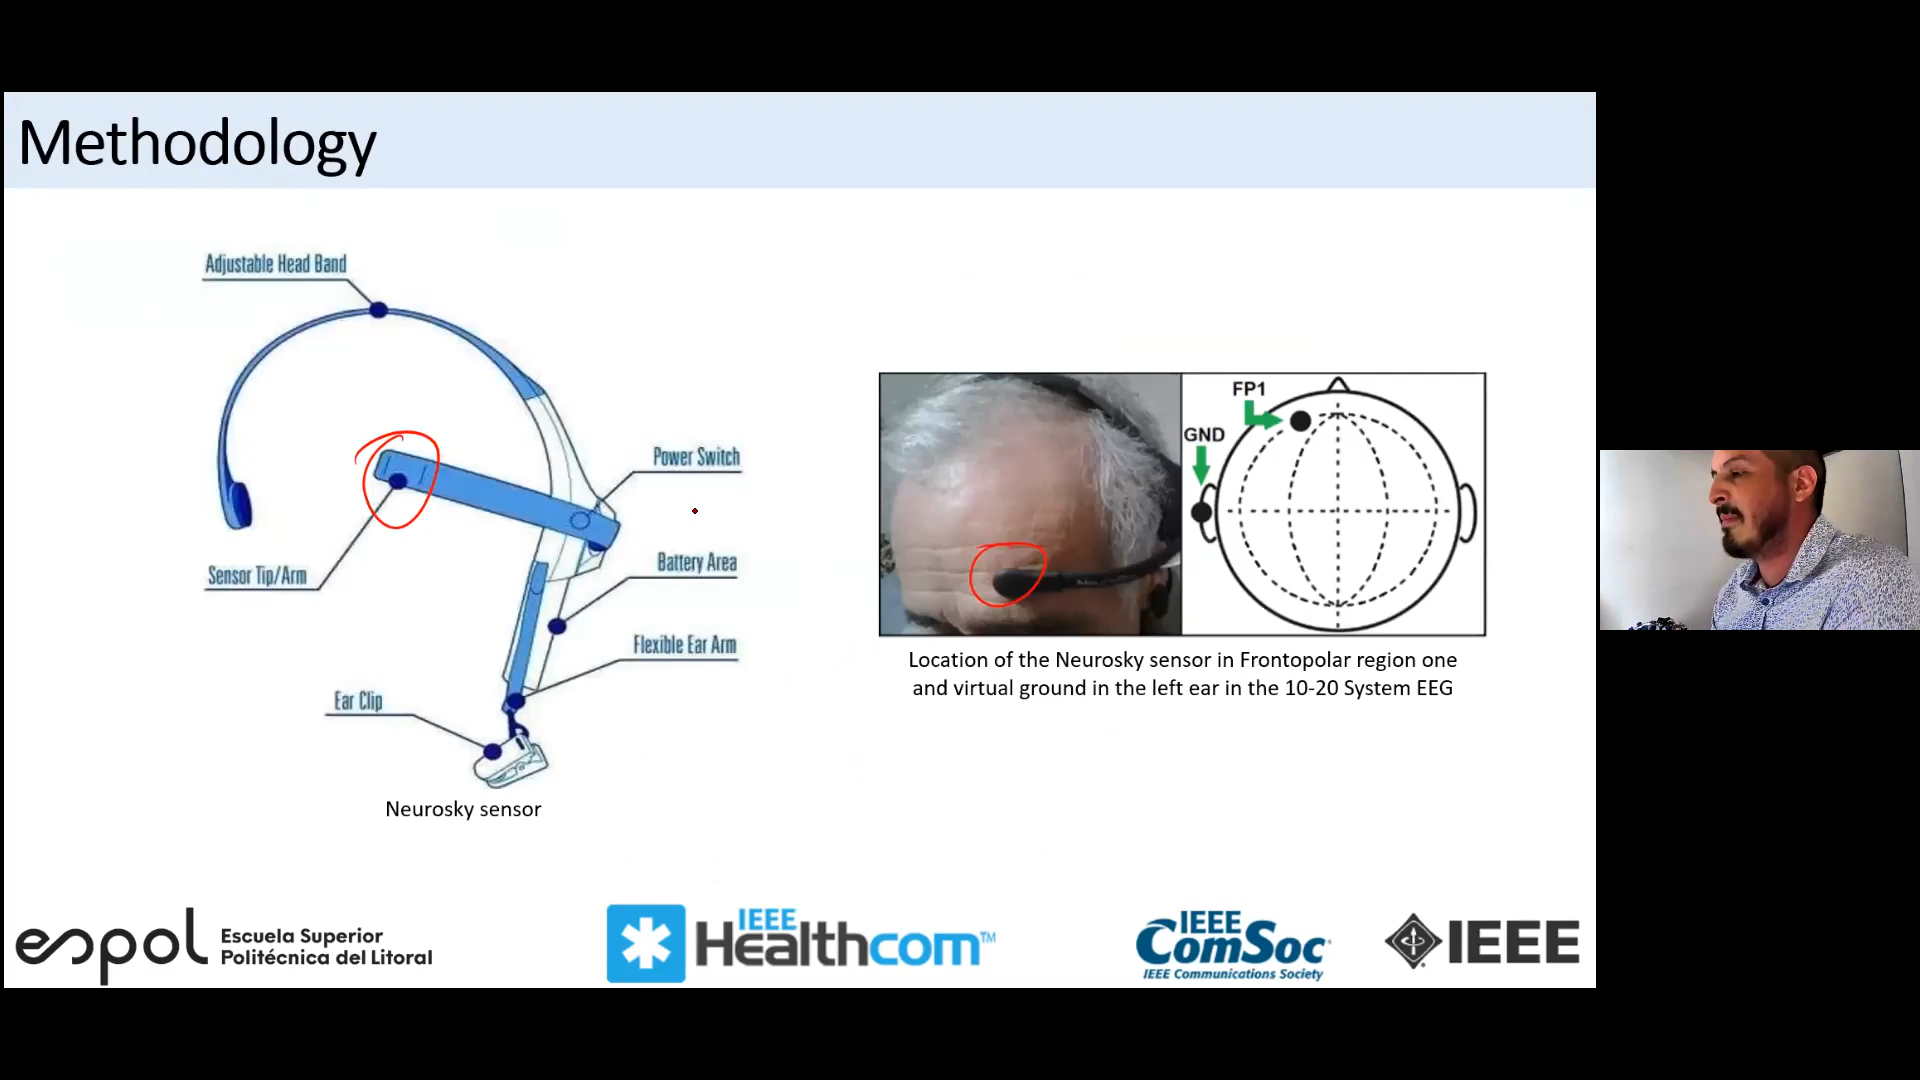 Methodology
Adjustable Head Band
Power Switch
Sensor Tip/Arm
Battery Area
Flexible Ear Arm
Ear Clip
Neurosky sensor
FP1
GND
Location of the Neurosky sensor in Frontopolar region one
and virtual ground in the left ear in the 10-20 System EEG
espol Escuela Superior
Politécnica del Litoral
IEEE
Healthcom™
IEEE
ComSoc
IEEE Communications Society
IEEE